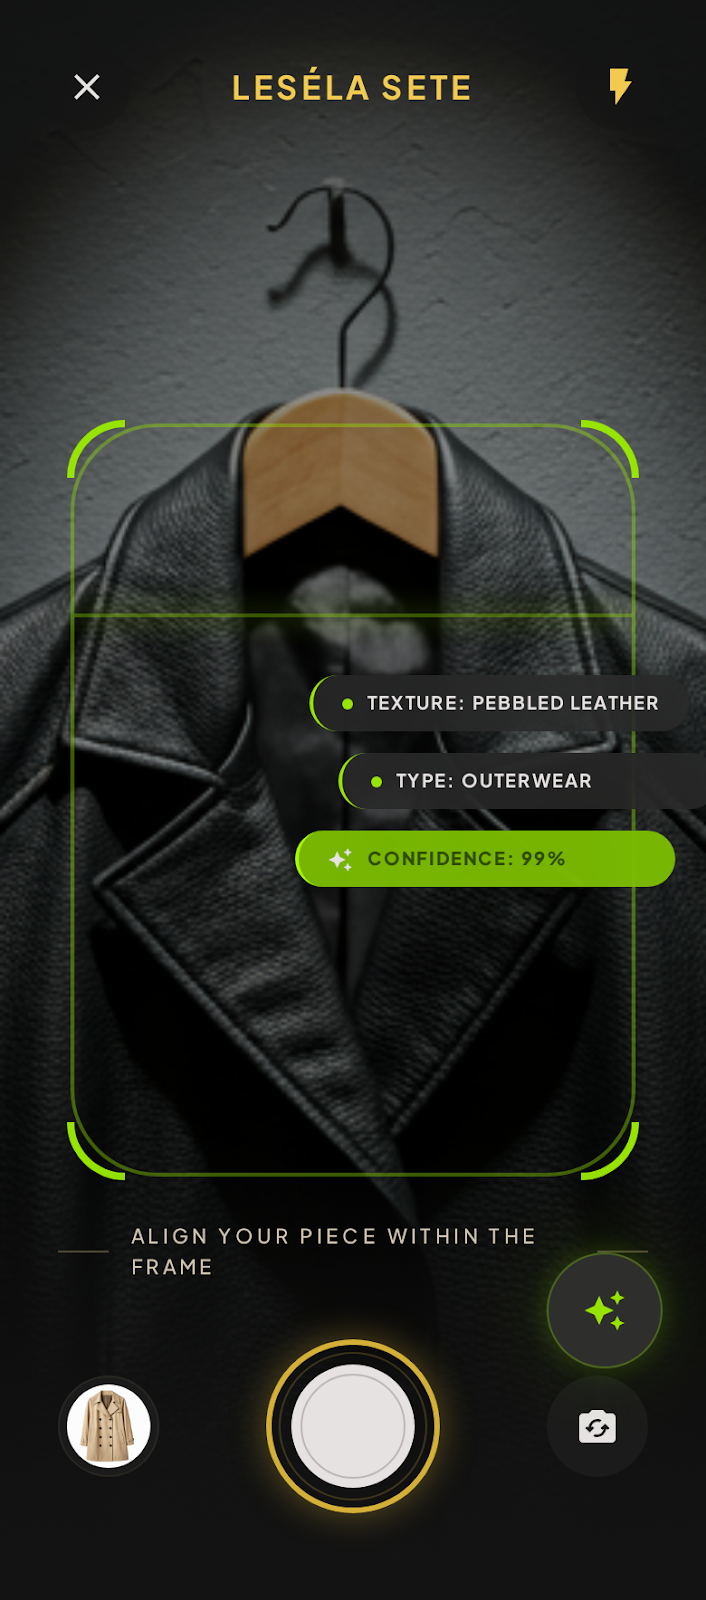 LESÉLA SETE
TEXTURE: PEBBLED LEATHER
TYPE: OUTERWEAR
CONFIDENCE: 99%
ALIGN YOUR PIECE WITHIN THE
FRAME